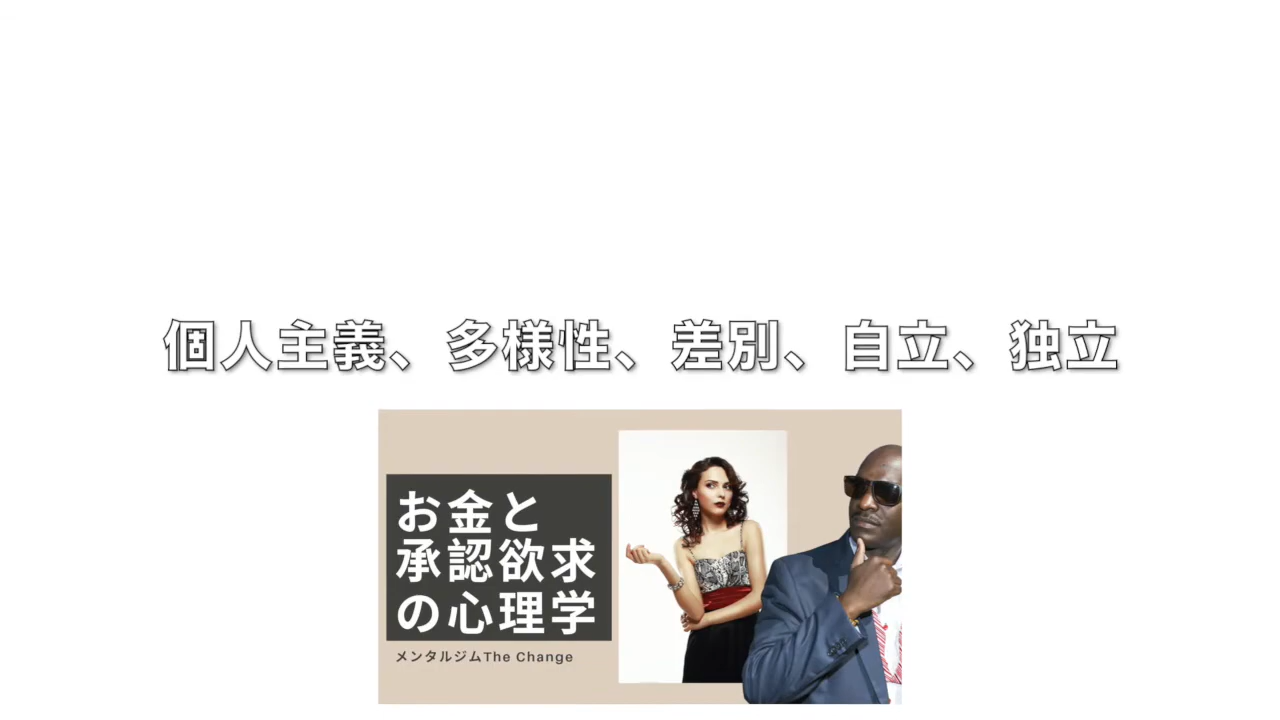 個人主義、多様性、差別、自立、独立
お金と
承認欲求
の心理学
メンタルジムThe Change